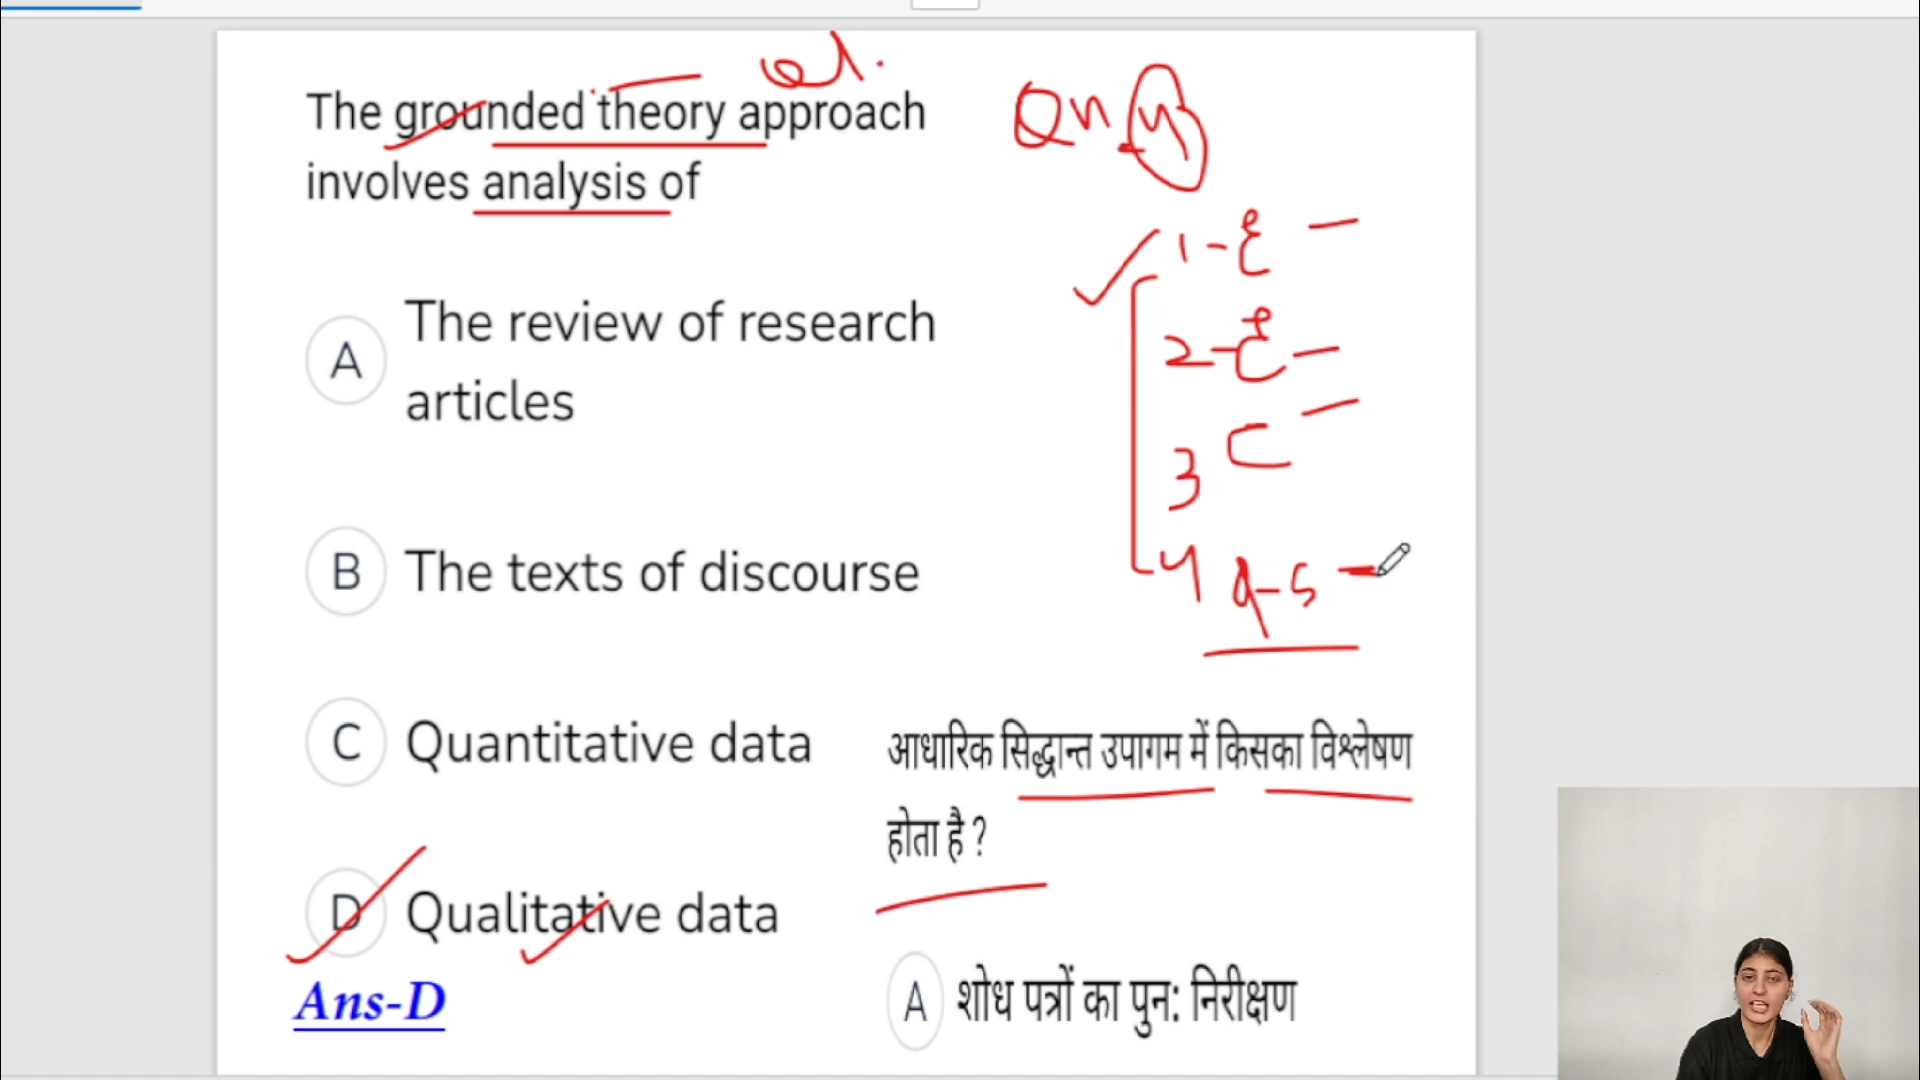 The grounded theory approach
involves analysis of
A The review of research
articles
B The texts of discourse
C Quantitative data
D Qualitative data
Ans-D
1-
2-
3 C
4 q-s
आधारिक सिद्धान्त उपागम में किसका विश्लेषण
होता है ?
A शोध पत्रों का पुन: निरीक्षण